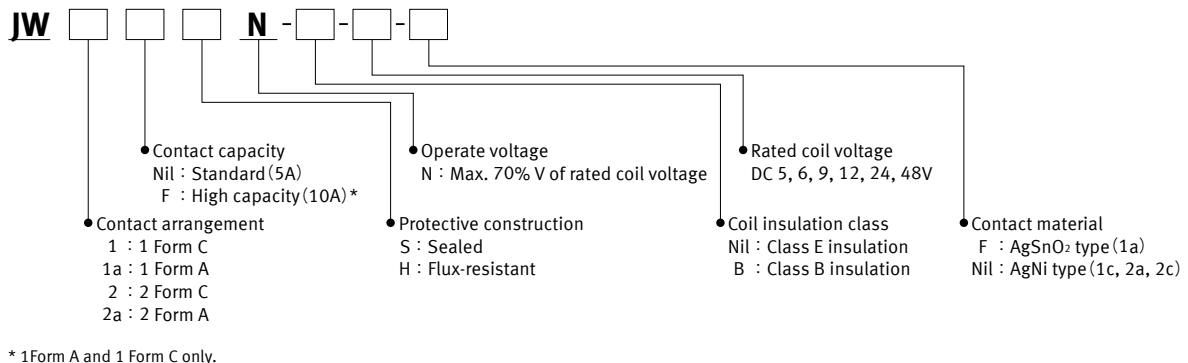 JW N - - -
Contact capacity
Nil : Standard (5A)
F : High capacity (10A) *
Operate voltage
N : Max. 70% V of rated coil voltage
Rated coil voltage
DC 5, 6, 9, 12, 24, 48V
Contact arrangement
1 : 1 Form C
1a : 1 Form A
2 : 2 Form C
2a : 2 Form A
Protective construction
S : Sealed
H : Flux-resistant
Coil insulation class
Nil : Class E insulation
B : Class B insulation
Contact material
F : AgSnO₂ type (1a)
Nil : AgNi type (1c, 2a, 2c)
* 1Form A and 1 Form C only.